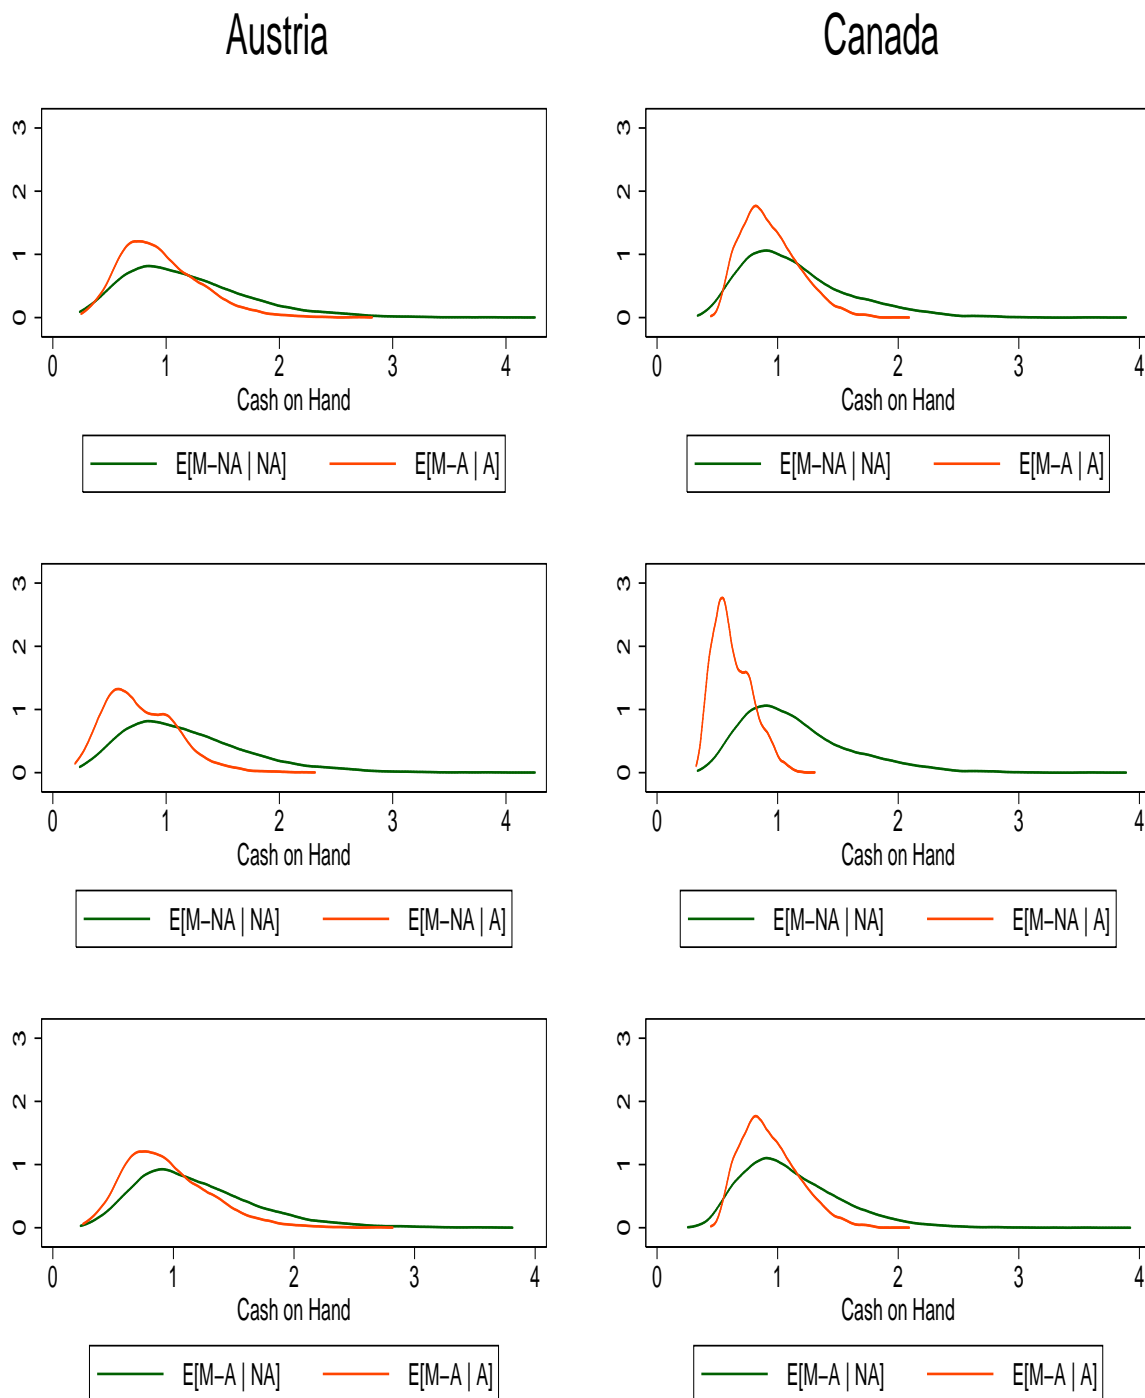 Austria Canada
3
2
1
0
0 1 2 3 4
Cash on Hand
E[M–NA | NA] E[M–A | A]
3
2
1
0
0 1 2 3 4
Cash on Hand
E[M–NA | NA] E[M–A | A]
3
2
1
0
0 1 2 3 4
Cash on Hand
E[M–NA | NA] E[M–NA | A]
3
2
1
0
0 1 2 3 4
Cash on Hand
E[M–NA | NA] E[M–NA | A]
3
2
1
0
0 1 2 3 4
Cash on Hand
E[M–A | NA] E[M–A | A]
3
2
1
0
0 1 2 3 4
Cash on Hand
E[M–A | NA] E[M–A | A]